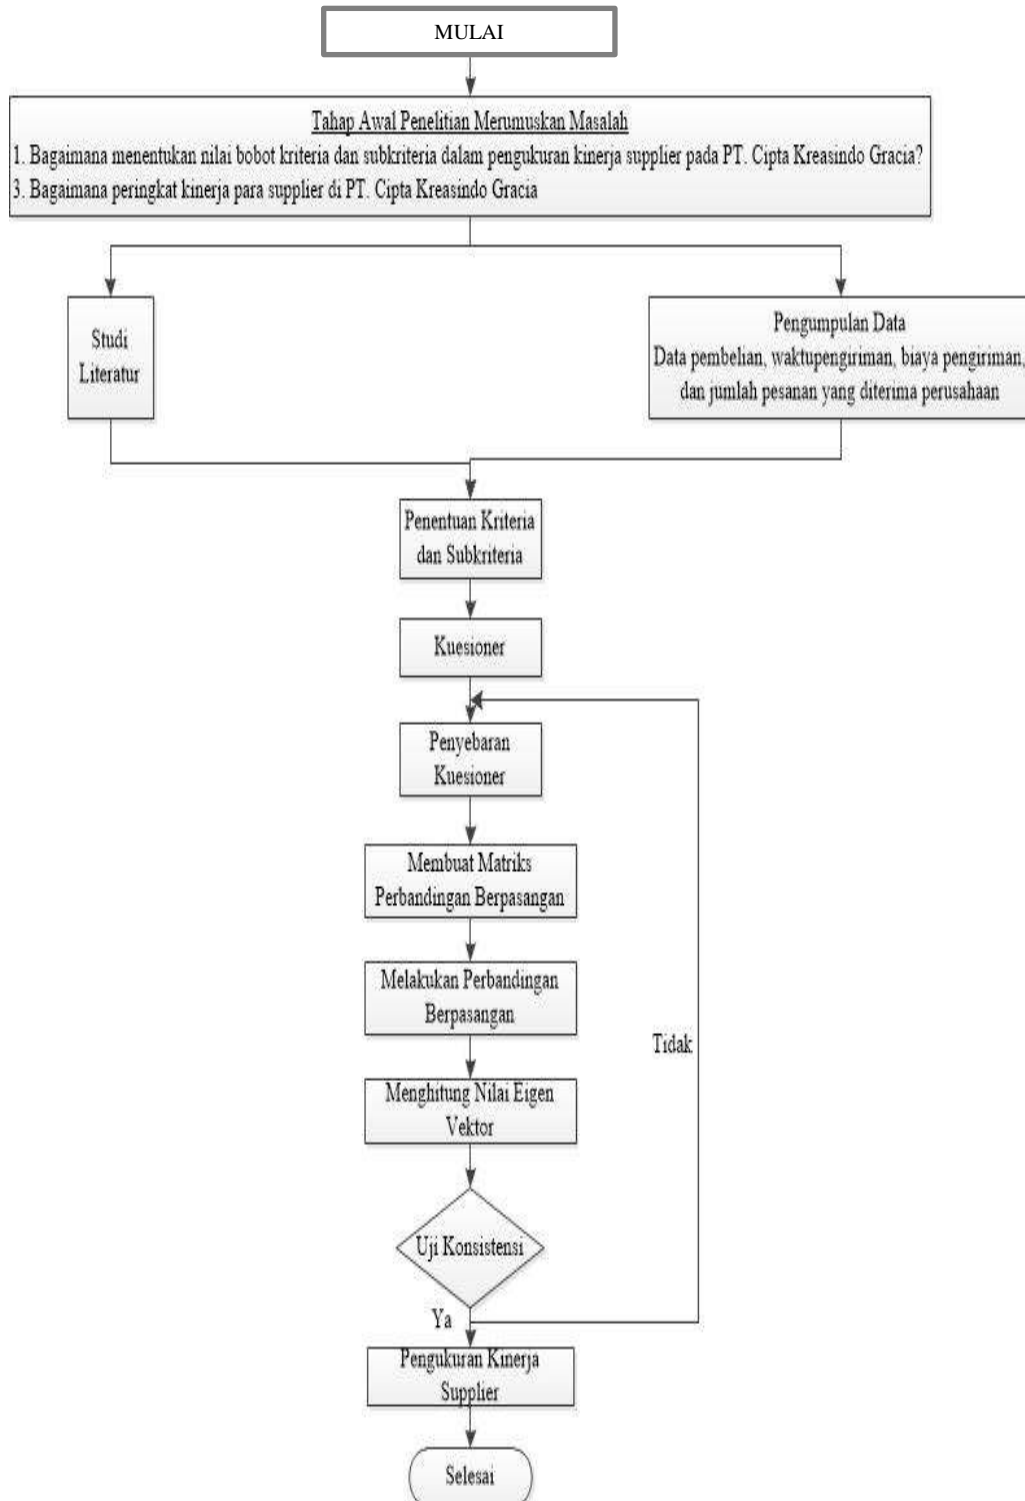 MULAI
Tahap Awal Penelitian Merumuskan Masalah
1. Bagaimana menentukan nilai bobot kriteria dan subkriteria dalam pengukuran kinerja supplier pada PT. Cipta Kreasindo Gracia?
3. Bagaimana peringkat kinerja para supplier di PT. Cipta Kreasindo Gracia
Studi
Literatur
Pengumpulan Data
Data pembelian, waktupengiriman, biaya pengiriman,
dan jumlah pesanan yang diterima perusahaan
Penentuan Kriteria
dan Subkriteria
Kuesioner
Penyebaran
Kuesioner
Membuat Matriks
Perbandingan Berpasangan
Melakukan Perbandingan
Berpasangan
Tidak
Menghitung Nilai Eigen
Vektor
Uji Konsistensi
Ya
Pengukuran Kinerja
Supplier
Selesai